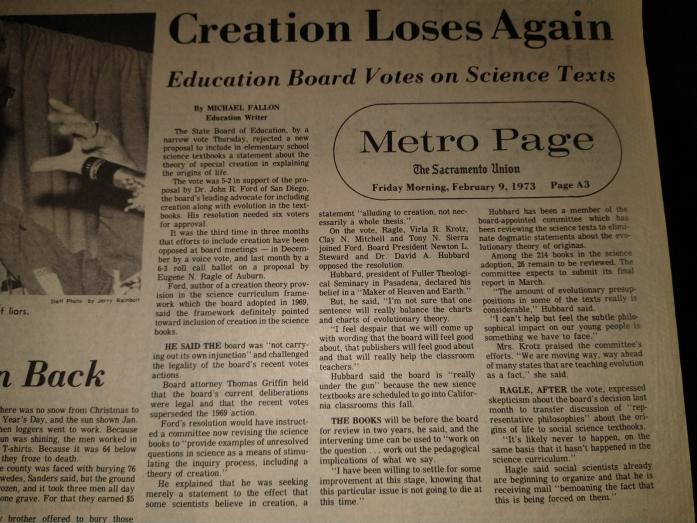 Creation Loses Again
Education Board Votes on Science Texts
By MICHAEL FALLON
Education Writer
The State Board of Education, by a
narrow vote Thursday, rejected a new
proposal to include in elementary school
science textbooks a statement about the
theory of special creation in explaining
the origins of life.
The vote was 5-2 in support of the pro-
posal by Dr. John R. Ford of San Diego,
the board's leading advocate for including
creation along with evolution in the text-
books. His resolution needed six voters
for approval.
It was the third time in three months
that efforts to include creation have been
opposed at board meetings — in decem-
ber by a voice vote, and last month by a
6-3 roll call ballot on a proposal by
Eugene N. Ragle of Auburn.
Ford, author of a creation theory prov-
ision in the science curriculum frame-
work which the board adopted in 1969,
said the framework definitely pointed
toward inclusion of creation in the science
books.
HE SAID THE board was "not carry-
ing out its own injunction" and challenged
the legality of the board's recent votes
actions.
Board attorney Thomas Griffin held
that the board's current deliberations
were legal and that the recent votes
superseded the 1969 action.
Ford's resolution would have instruct-
ed a committee now revising the science
books to "provide examples of unresolved
questions in science as a means of stimu-
lating the inquiry process, including a
theory of creation."
He explained that he was seeking
merely a statement to the effect that
some scientists believe in creation, a
Metro Page
The Sacramento Union
Friday Morning, February 9, 1973 Page A3
statement "alluding to creation, not nec-
essarily a whole thesis."
On the vote, Ragle, Virla R. Krotz,
Clay N. Mitchell and Tony N. Sierra
joined Ford. Board President Newton L.
Steward and Dr. David A. Hubbard
opposed the resolution.
Hubbard, president of Fuller Theologi-
cal Seminary in Pasadena, declared his
belief in a "Maker of Heaven and Earth."
But, he said, "I'm not sure that one
sentence will really balance the charts
and charts of evolutionary theory.
"I feel despair that we will come up
with wording that the board will feel good
about, that publishers will feel good about
and that will really help the classroom
teachers."
Hubbard said the board is "really
under the gun" because the new sience
textbooks are scheduled to go into Calif-
ornia classrooms this fall.
THE BOOKS will be before the board
for review in two years, he said, and the
intervening time can be used to "work on
the question . . . work out the pedagogical
implications of what we say.
"I have been willing to settle for some
improvement at this stage, knowing that
this particular issue is not going to die at
this time."
Hubbard has been a member of the
board-appointed committee which has
been reviewing the science texts to elimi-
nate dogmatic statements about the evo-
lutionary theory of originas.
Among the 214 books in the science
adoption, 26 remain to be reviewed. The
committee expects to submit its final
report in March.
"The amount of evolutionary presup-
positions in some of the texts really is
considerable," Hubbard said.
"I can't help but feel the subtle philo-
sophical impact on our young people is
something we have to face."
Mrs. Krotz praised the committee's
efforts. "We are moving way, way ahead
of many states that are teaching evolution
as a fact," she said.
RAGLE, AFTER the vote, expressed
skepticism about the board's decision last
month to transfer discussion of "rep-
resentative philosophies" about the ori-
gins of life to social science textbooks.
"It's likely never to happen, on the
same basis that it hasn't happened in the
science curriculum."
Hagle said social scientists already
are beginning to organize and that he is
receiving mail "bemoaning the fact that
this is being forced on them."
Staff Photo by Jerry Rainbolt
f liars.
n Back
here was no snow from Christmas to
Year's Day, and the sun shone Jan.
en loggers went to work. Because
un was shining, the men worked in
T-shirts. Because it was 64 below
they froze to death.
e county was faced with burying 76
wedes, Sanders said, but the ground
rozen, and it took three men all day
one grave. For that they earned $5
y brother offered to bury those